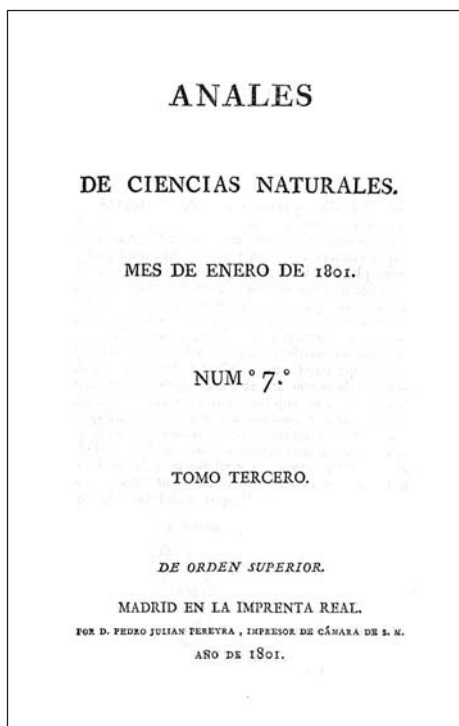 ANALES
DE CIENCIAS NATURALES.
MES DE ENERO DE 1801.
NUM° 7.°
TOMO TERCERO.
DE ORDEN SUPERIOR.
MADRID EN LA IMPRENTA REAL.
POR D. PEDRO JULIAN PEREYRA, IMPRESOR DE CÁMARA DE S. M.
AÑO DE 1801.